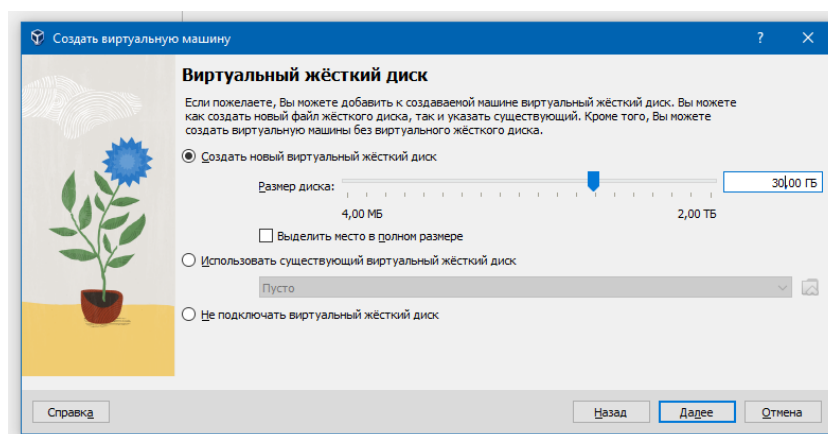 Создать виртуальную машину
Виртуальный жёсткий диск
Если пожелаете, Вы можете добавить к создаваемой машине виртуальный жёсткий диск. Вы можете
как создать новый файл жёсткого диска, так и указать существующий. Кроме того, Вы можете
создать виртуальную машины без виртуального жёсткого диска.
Создать новый виртуальный жёсткий диск
Размер диска:
30,00 ГБ
4,00 МБ
2,00 ТБ
Выделить место в полном размере
Использовать существующий виртуальный жёсткий диск
Пусто
Не подключать виртуальный жёсткий диск
Справка
Назад
Далее
Отмена